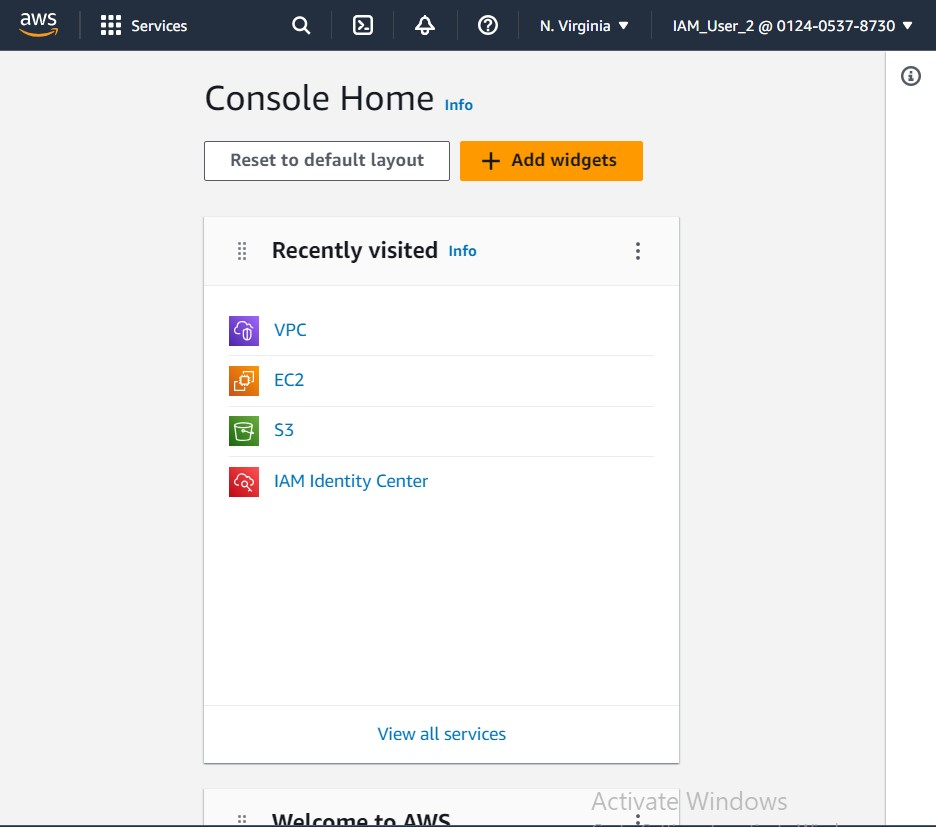 aws Services N. Virginia IAM_User_2 @ 0124-0537-8730
Console Home Info
Reset to default layout + Add widgets
Recently visited Info
VPC
EC2
S3
IAM Identity Center
View all services
Activate Windows
Welcome to AWS